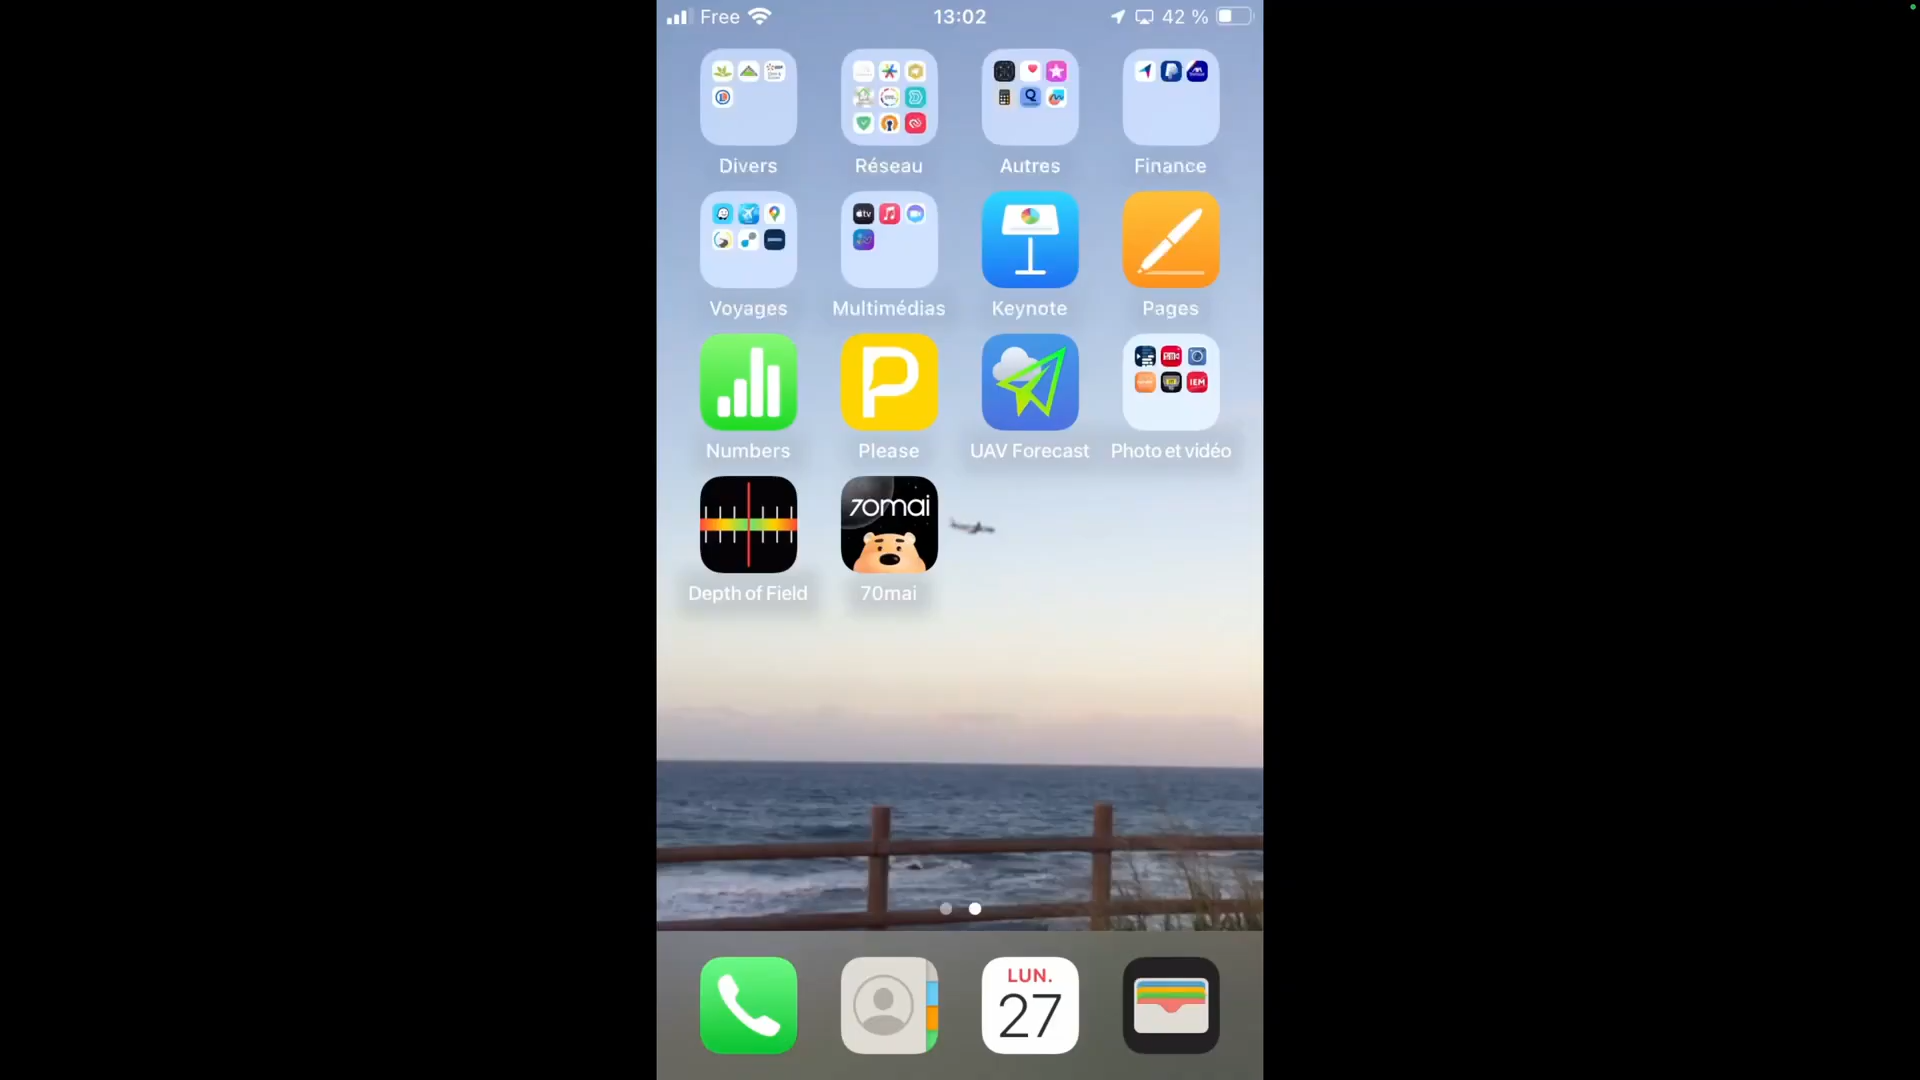 Free 13:02 42 %
Divers Réseau Autres Finance
Voyages Multimédias Keynote Pages
Numbers Please UAV Forecast Photo et vidéo
70mai
Depth of Field 70mai
LUN.
27